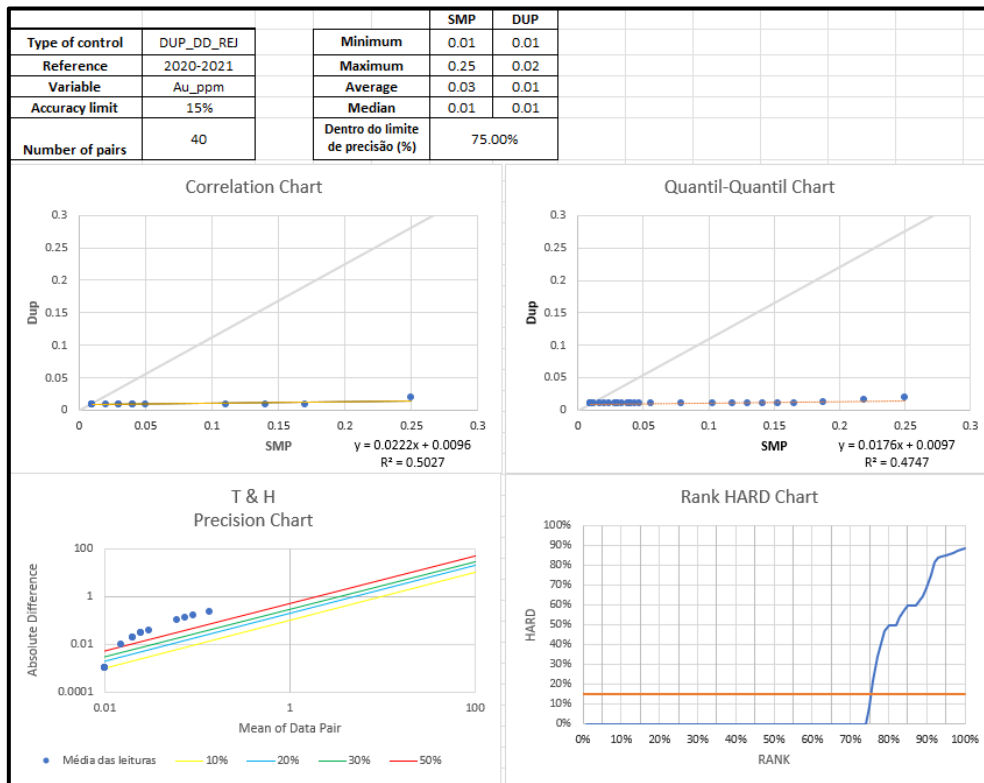 SMP DUP
Type of control DUP_DD_REJ Minimum 0.01 0.01
Reference 2020-2021 Maximum 0.25 0.02
Variable Au_ppm Average 0.03 0.01
Accuracy limit 15% Median 0.01 0.01
Number of pairs 40 Dentro do limite de precisão (%) 75.00%
Correlation Chart
0.3
0.25
0.2
0.15
0.1
0.05
0
Dup
0 0.05 0.1 0.15 0.2 0.25 0.3
SMP
y = 0.0222x + 0.0096
R² = 0.5027
Quantil-Quantil Chart
0.3
0.25
0.2
0.15
0.1
0.05
0
Dup
0 0.05 0.1 0.15 0.2 0.25 0.3
SMP
y = 0.0176x + 0.0097
R² = 0.4747
T & H
Precision Chart
100
1
0.01
0.0001
Absolute Difference
0.01 1 100
Mean of Data Pair
Média das leituras 10% 20% 30% 50%
Rank HARD Chart
100%
90%
80%
70%
60%
50%
40%
30%
20%
10%
0%
HARD
0% 10% 20% 30% 40% 50% 60% 70% 80% 90% 100%
RANK